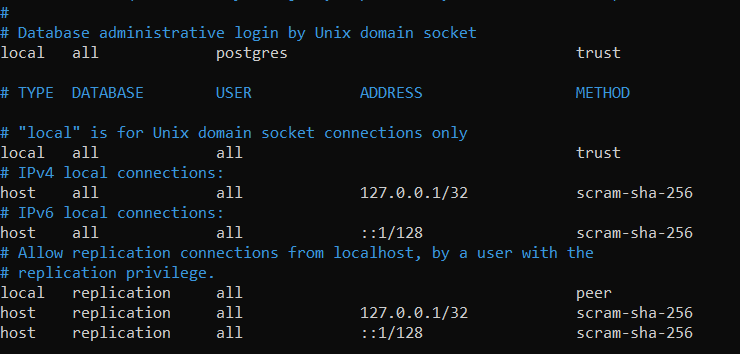 #
# Database administrative login by Unix domain socket
local   all             postgres                                trust
# TYPE  DATABASE        USER            ADDRESS                 METHOD
# "local" is for Unix domain socket connections only
local   all             all                                     trust
# IPv4 local connections:
host    all             all             127.0.0.1/32            scram-sha-256
# IPv6 local connections:
host    all             all             ::1/128                 scram-sha-256
# Allow replication connections from localhost, by a user with the
# replication privilege.
local   replication     all                                     peer
host    replication     all             127.0.0.1/32            scram-sha-256
host    replication     all             ::1/128                 scram-sha-256